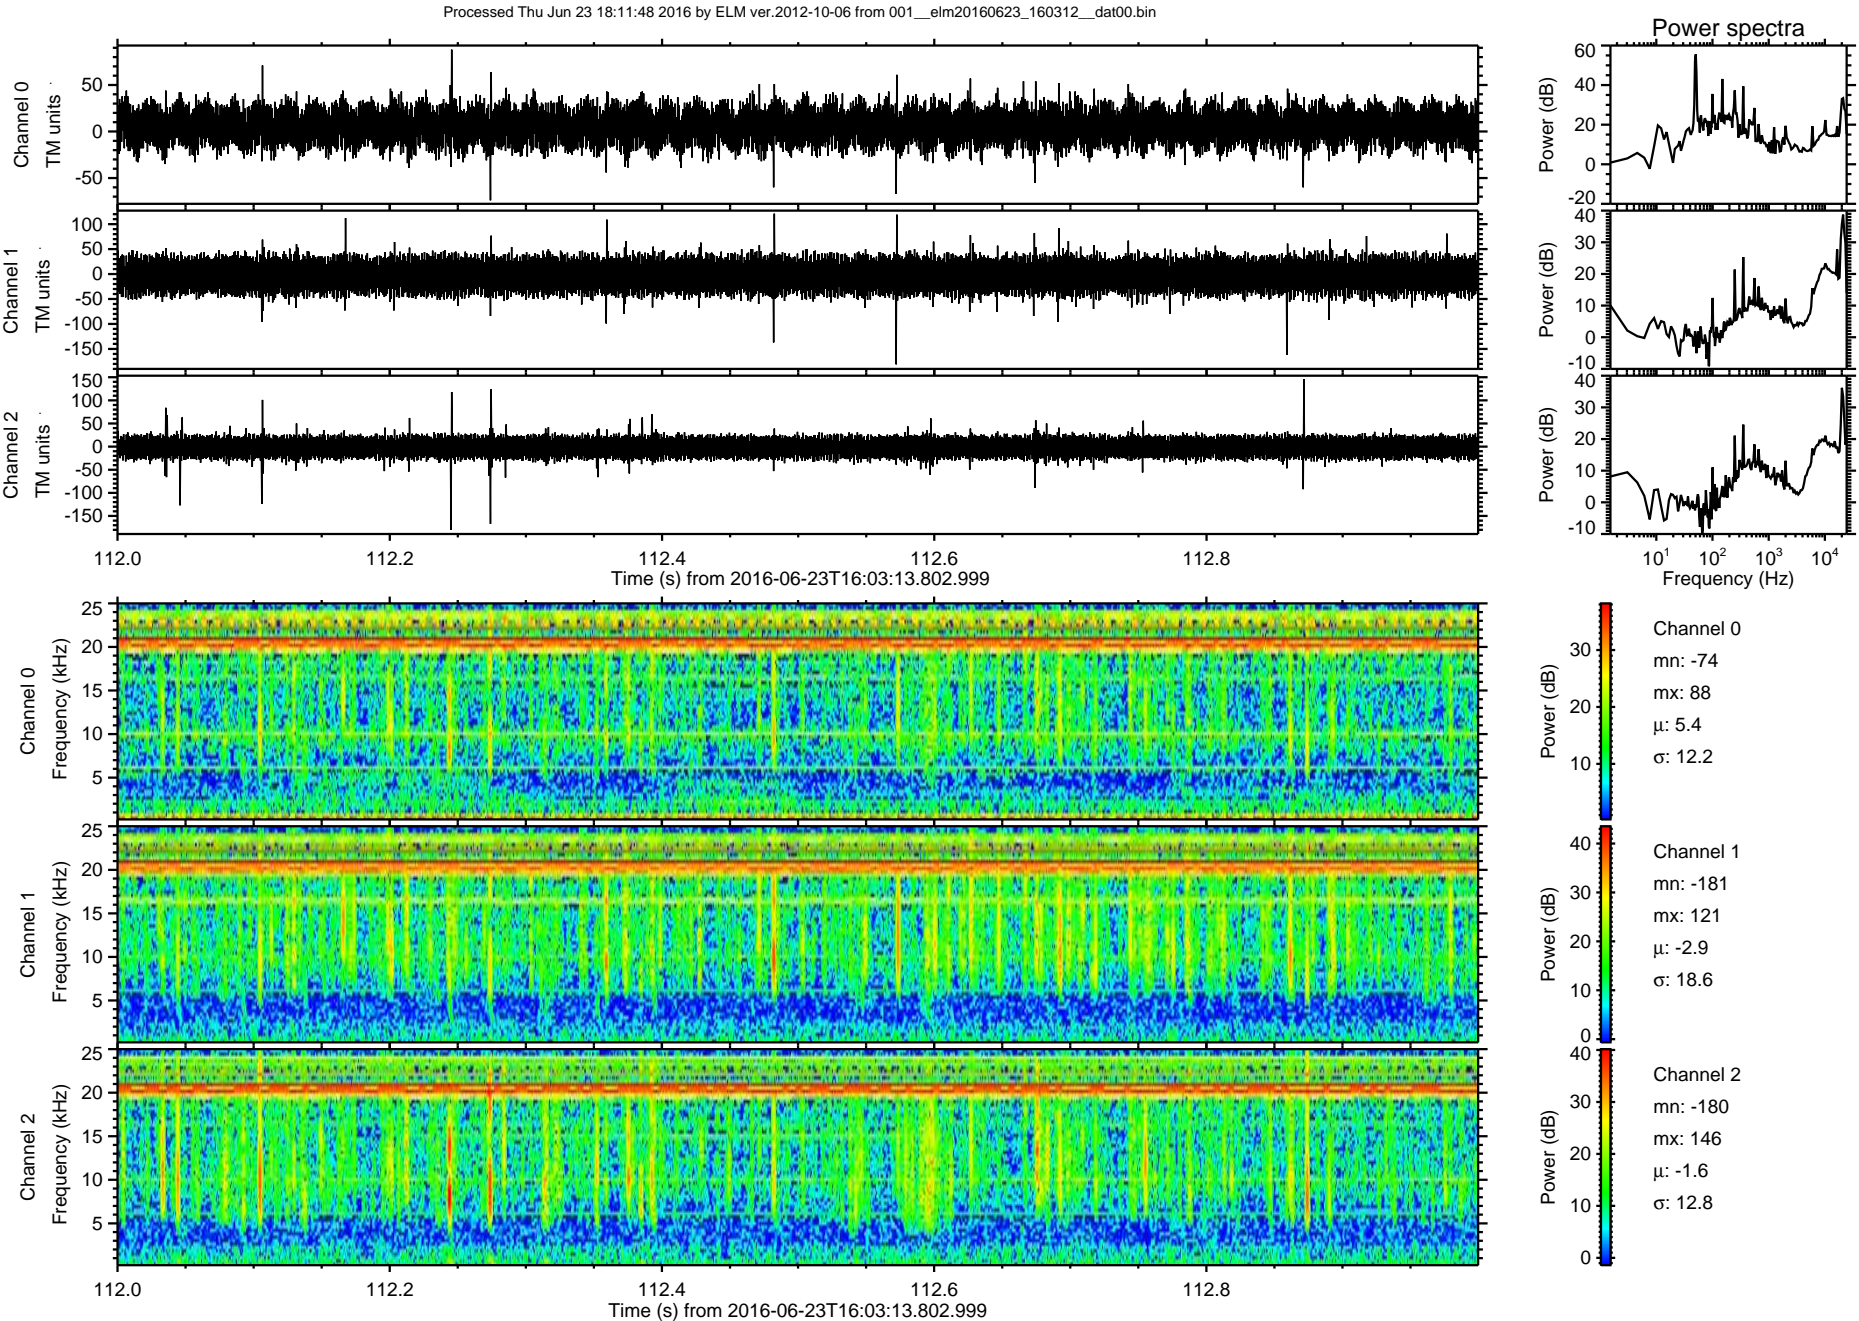 Processed Thu Jun 23 18:11:48 2016 by ELM ver.2012-10-06 from 001__elm20160623_160312__dat00.bin
Power spectra
Channel 0
TM units
50
0
-50
Power (dB)
60
40
20
0
-20
Channel 1
TM units
100
50
0
-50
-100
-150
Power (dB)
40
30
20
10
0
-10
Channel 2
TM units
150
100
50
0
-50
-100
-150
Power (dB)
40
30
20
10
0
-10
112.0 112.2 112.4 112.6 112.8
Time (s) from 2016-06-23T16:03:13.802.999
10^1 10^2 10^3 10^4
Frequency (Hz)
Channel 0
Frequency (kHz)
25
20
15
10
5
Power (dB)
30
20
10
Channel 0
mn: -74
mx: 88
μ: 5.4
σ: 12.2
Channel 1
Frequency (kHz)
25
20
15
10
5
Power (dB)
40
30
20
10
0
Channel 1
mn: -181
mx: 121
μ: -2.9
σ: 18.6
Channel 2
Frequency (kHz)
25
20
15
10
5
Power (dB)
40
30
20
10
0
Channel 2
mn: -180
mx: 146
μ: -1.6
σ: 12.8
112.0 112.2 112.4 112.6 112.8
Time (s) from 2016-06-23T16:03:13.802.999